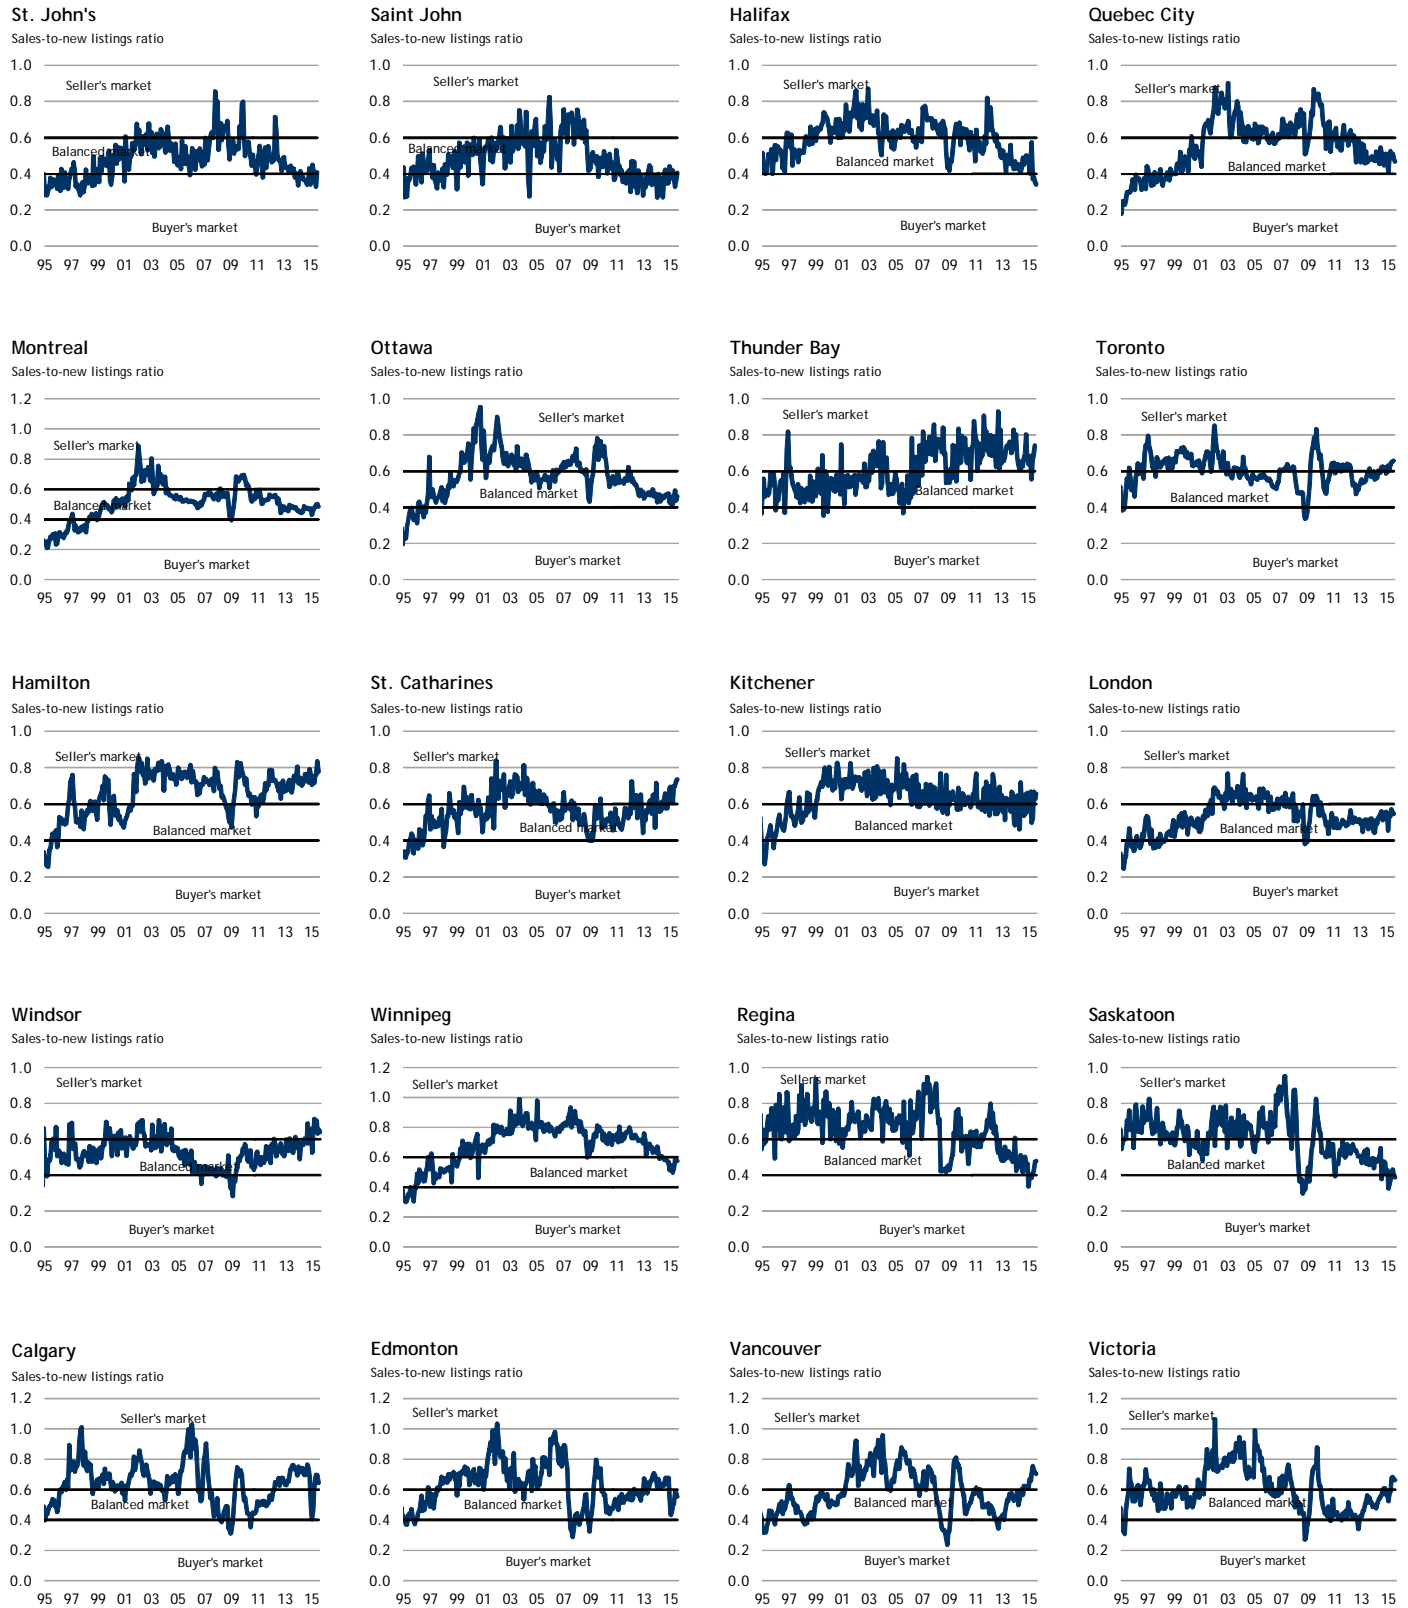 St. John's
Sales-to-new listings ratio
1.0
Seller's market
0.8
0.6
Balanced market
0.4
0.2
Buyer's market
0.0
95 97 99 01 03 05 07 09 11 13 15
Saint John
Sales-to-new listings ratio
1.0
Seller's market
0.8
0.6
Balanced market
0.4
0.2
Buyer's market
0.0
95 97 99 01 03 05 07 09 11 13 15
Halifax
Sales-to-new listings ratio
1.0
Seller's market
0.8
0.6
Balanced market
0.4
0.2
Buyer's market
0.0
95 97 99 01 03 05 07 09 11 13 15
Quebec City
Sales-to-new listings ratio
1.0
Seller's market
0.8
0.6
Balanced market
0.4
0.2
Buyer's market
0.0
95 97 99 01 03 05 07 09 11 13 15
Montreal
Sales-to-new listings ratio
1.2
1.0
Seller's market
0.8
0.6
Balanced market
0.4
0.2
Buyer's market
0.0
95 97 99 01 03 05 07 09 11 13 15
Ottawa
Sales-to-new listings ratio
1.0
Seller's market
0.8
0.6
Balanced market
0.4
0.2
Buyer's market
0.0
95 97 99 01 03 05 07 09 11 13 15
Thunder Bay
Sales-to-new listings ratio
1.0
Seller's market
0.8
0.6
Balanced market
0.4
0.2
Buyer's market
0.0
95 97 99 01 03 05 07 09 11 13 15
Toronto
Sales-to-new listings ratio
1.0
Seller's market
0.8
0.6
Balanced market
0.4
0.2
Buyer's market
0.0
95 97 99 01 03 05 07 09 11 13 15
Hamilton
Sales-to-new listings ratio
1.0
Seller's market
0.8
0.6
Balanced market
0.4
0.2
Buyer's market
0.0
95 97 99 01 03 05 07 09 11 13 15
St. Catharines
Sales-to-new listings ratio
1.0
Seller's market
0.8
0.6
Balanced market
0.4
0.2
Buyer's market
0.0
95 97 99 01 03 05 07 09 11 13 15
Kitchener
Sales-to-new listings ratio
1.0
Seller's market
0.8
0.6
Balanced market
0.4
0.2
Buyer's market
0.0
95 97 99 01 03 05 07 09 11 13 15
London
Sales-to-new listings ratio
1.0
Seller's market
0.8
0.6
Balanced market
0.4
0.2
Buyer's market
0.0
95 97 99 01 03 05 07 09 11 13 15
Windsor
Sales-to-new listings ratio
1.0
Seller's market
0.8
0.6
Balanced market
0.4
0.2
Buyer's market
0.0
95 97 99 01 03 05 07 09 11 13 15
Winnipeg
Sales-to-new listings ratio
1.2
Seller's market
1.0
0.8
0.6
Balanced market
0.4
0.2
Buyer's market
0.0
95 97 99 01 03 05 07 09 11 13 15
Regina
Sales-to-new listings ratio
1.0
Seller's market
0.8
0.6
Balanced market
0.4
0.2
Buyer's market
0.0
95 97 99 01 03 05 07 09 11 13 15
Saskatoon
Sales-to-new listings ratio
1.0
Seller's market
0.8
0.6
Balanced market
0.4
0.2
Buyer's market
0.0
95 97 99 01 03 05 07 09 11 13 15
Calgary
Sales-to-new listings ratio
1.2
Seller's market
1.0
0.8
0.6
Balanced market
0.4
0.2
Buyer's market
0.0
95 97 99 01 03 05 07 09 11 13 15
Edmonton
Sales-to-new listings ratio
1.2
Seller's market
1.0
0.8
0.6
Balanced market
0.4
0.2
Buyer's market
0.0
95 97 99 01 03 05 07 09 11 13 15
Vancouver
Sales-to-new listings ratio
1.2
Seller's market
1.0
0.8
0.6
Balanced market
0.4
0.2
Buyer's market
0.0
95 97 99 01 03 05 07 09 11 13 15
Victoria
Sales-to-new listings ratio
1.2
Seller's market
1.0
0.8
0.6
Balanced market
0.4
0.2
Buyer's market
0.0
95 97 99 01 03 05 07 09 11 13 15